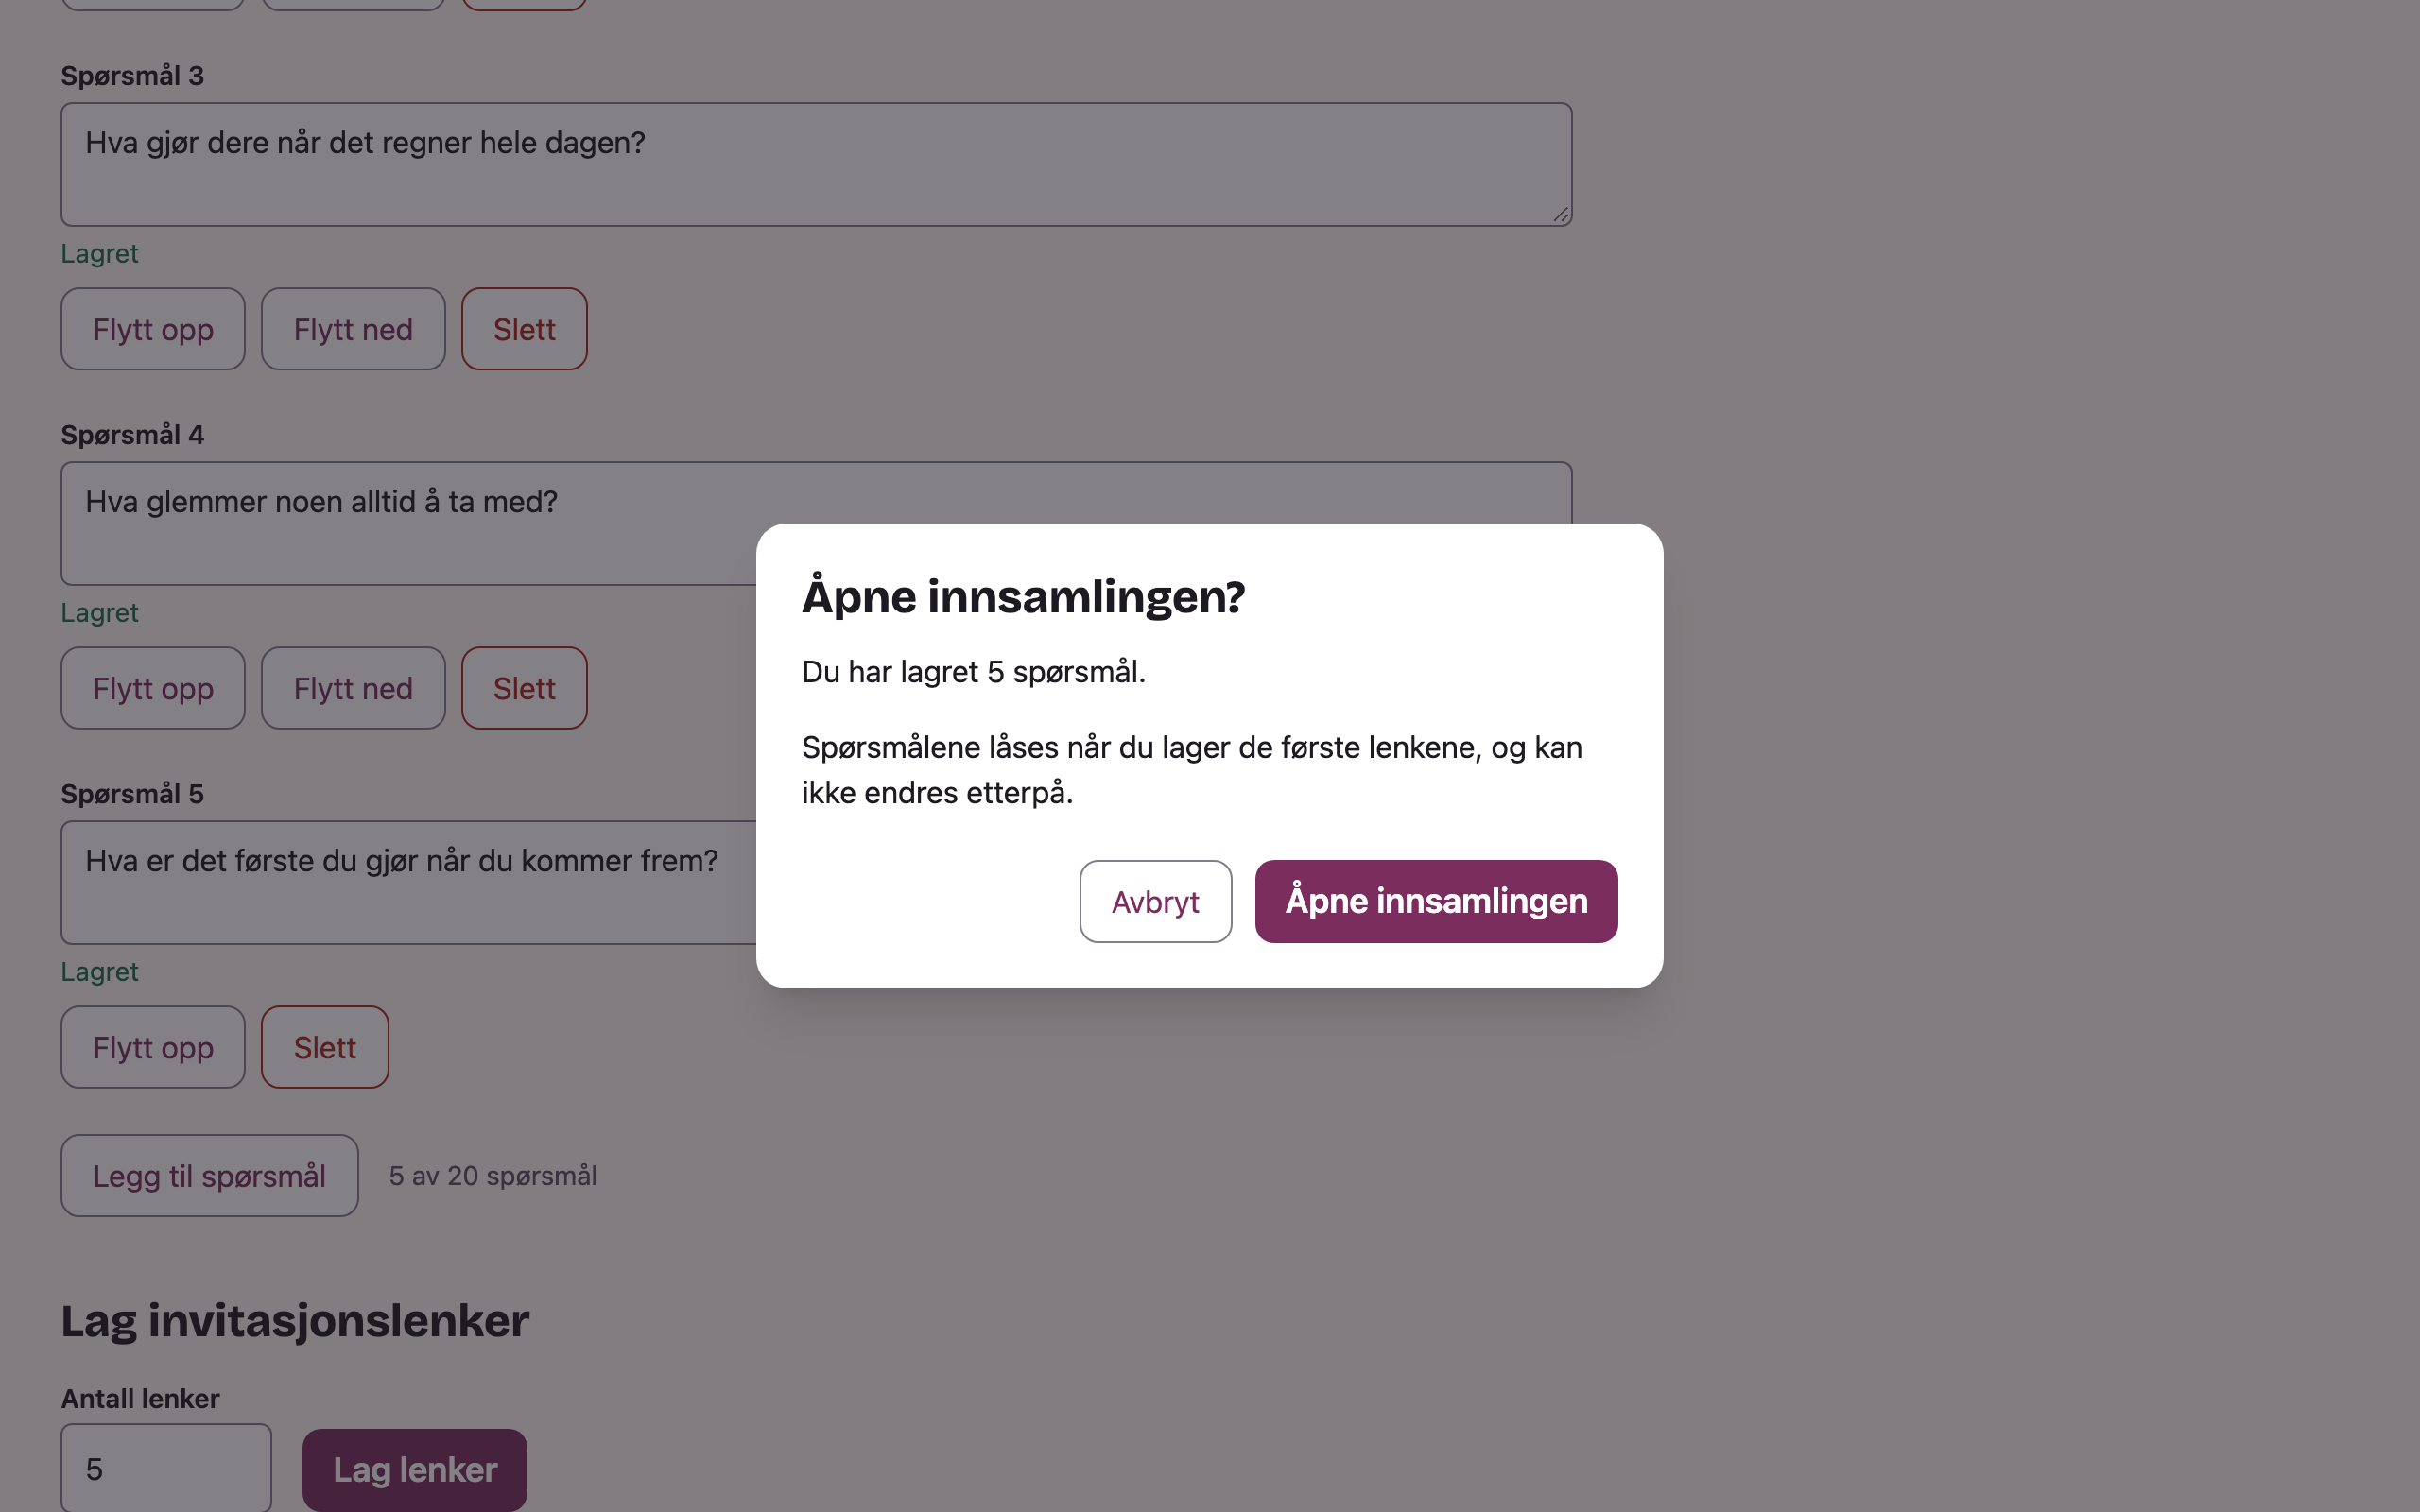 Spørsmål 3
Hva gjør dere når det regner hele dagen?
Lagret
Flytt opp
Flytt ned
Slett
Spørsmål 4
Hva glemmer noen alltid å ta med?
Lagret
Flytt opp
Flytt ned
Slett
Spørsmål 5
Hva er det første du gjør når du kommer frem?
Lagret
Flytt opp
Slett
Legg til spørsmål
5 av 20 spørsmål
Lag invitasjonslenker
Antall lenker
5
Lag lenker
Åpne innsamlingen?
Du har lagret 5 spørsmål.
Spørsmålene låses når du lager de første lenkene, og kan
ikke endres etterpå.
Avbryt
Åpne innsamlingen